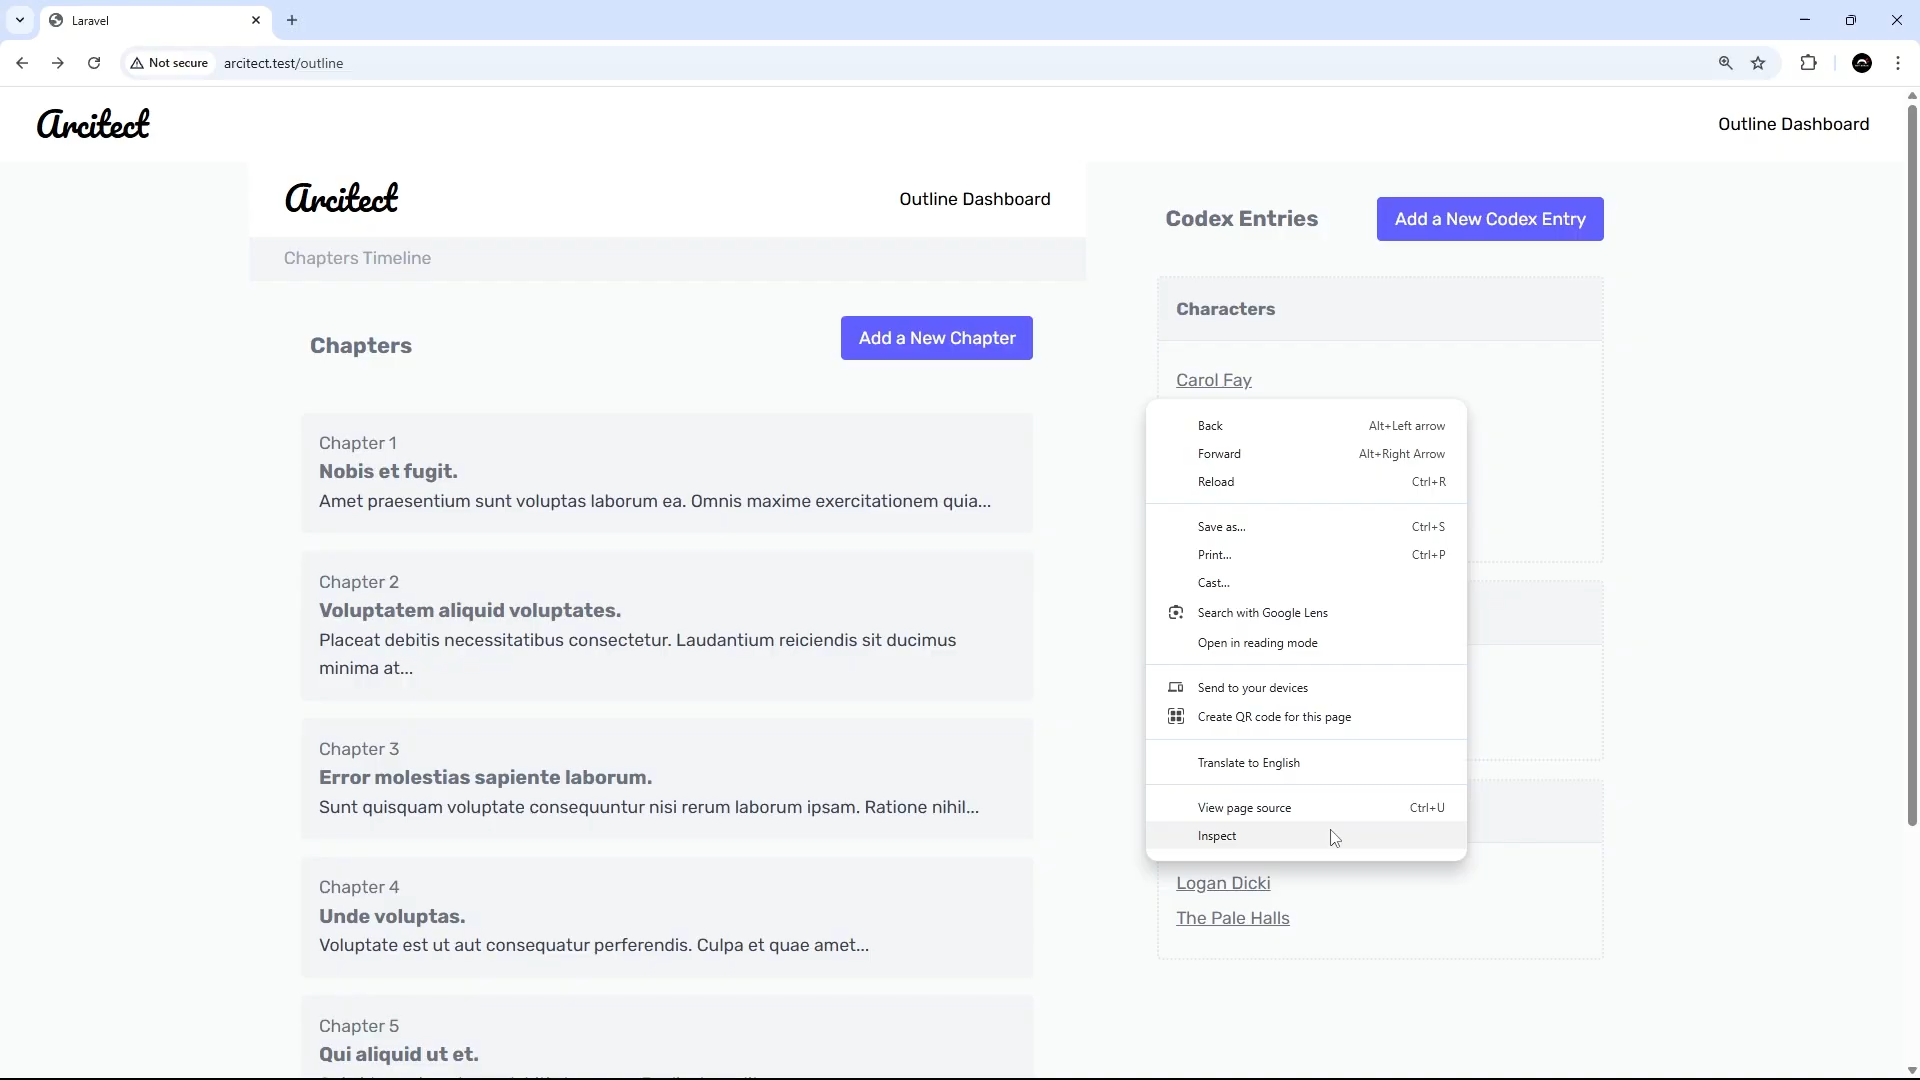 Laravel
Not secure
arcitect.test/outline
Arcitect
Outline Dashboard
Arcitect
Outline Dashboard
Chapters Timeline
Chapters
Add a New Chapter
Chapter 1
Nobis et fugit.
Amet praesentium sunt voluptas laborum ea. Omnis maxime exercitationem quia...
Chapter 2
Voluptatem aliquid voluptates.
Placeat debitis necessitatibus consectetur. Laudantium reiciendis sit ducimus
minima at...
Chapter 3
Error molestias sapiente laborum.
Sunt quisquam voluptate consequuntur nisi rerum laborum ipsam. Ratione nihil...
Chapter 4
Unde voluptas.
Voluptate est ut aut consequatur perferendis. Culpa et quae amet...
Chapter 5
Qui aliquid ut et.
Codex Entries
Add a New Codex Entry
Characters
Carol Fay
Back Alt+Left arrow
Forward Alt+Right Arrow
Reload Ctrl+R
Save as... Ctrl+S
Print... Ctrl+P
Cast...
Search with Google Lens
Open in reading mode
Send to your devices
Create QR code for this page
Translate to English
View page source Ctrl+U
Inspect
Logan Dicki
The Pale Halls